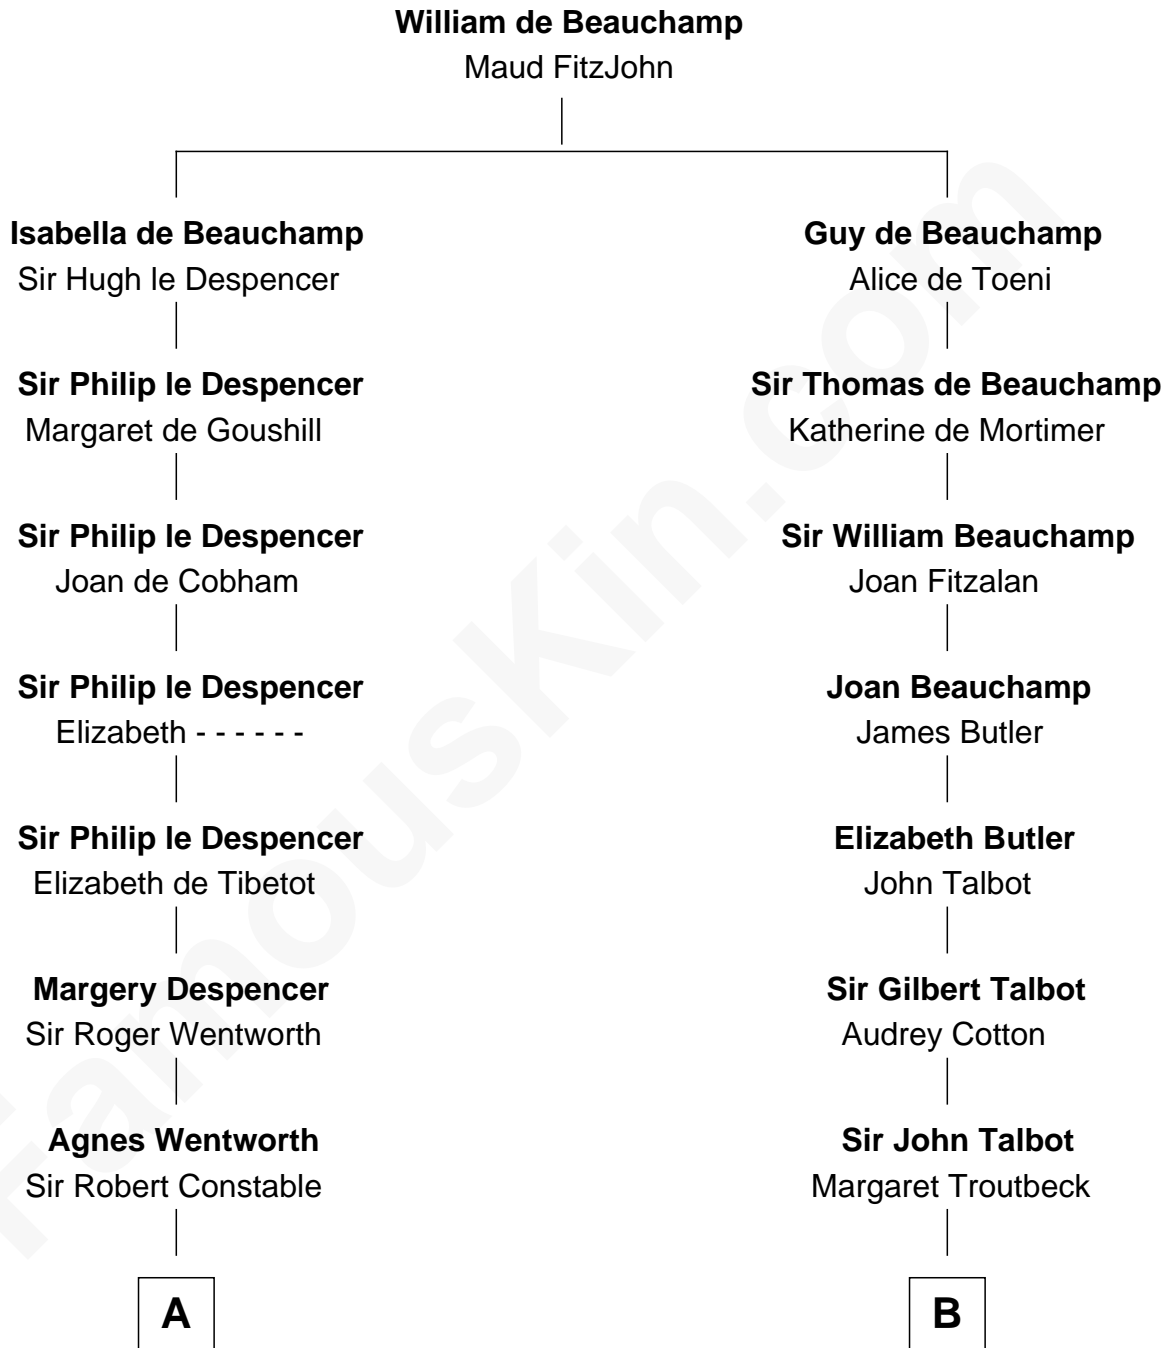 William de Beauchamp
Maud FitzJohn
Isabella de Beauchamp
Sir Hugh le Despencer
Guy de Beauchamp
Alice de Toeni
Sir Philip le Despencer
Margaret de Goushill
Sir Thomas de Beauchamp
Katherine de Mortimer
Sir Philip le Despencer
Joan de Cobham
Sir William Beauchamp
Joan Fitzalan
Sir Philip le Despencer
Elizabeth - - - - - -
Joan Beauchamp
James Butler
Sir Philip le Despencer
Elizabeth de Tibetot
Elizabeth Butler
John Talbot
Margery Despencer
Sir Roger Wentworth
Sir Gilbert Talbot
Audrey Cotton
Agnes Wentworth
Sir Robert Constable
Sir John Talbot
Margaret Troutbeck
A
B
FamousKin.com